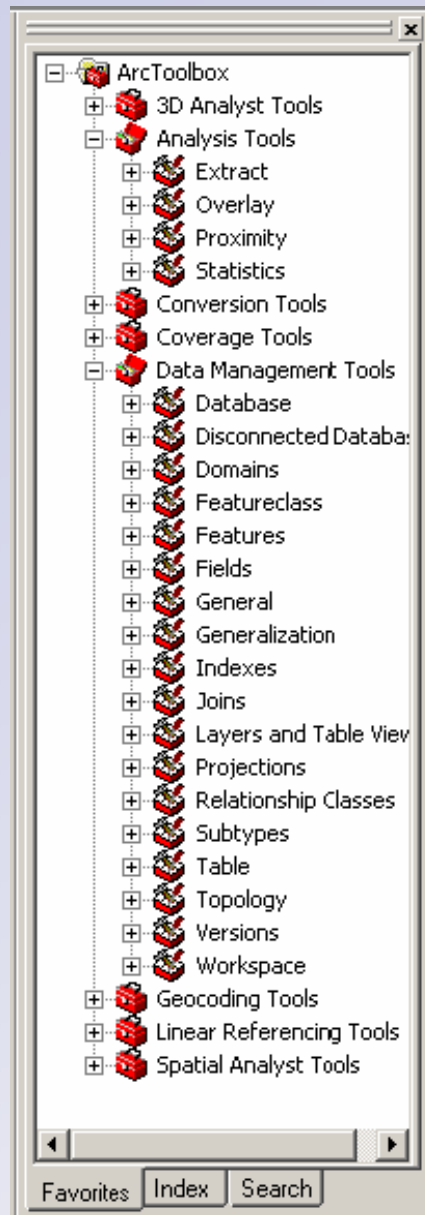 ArcToolbox
3D Analyst Tools
Analysis Tools
Extract
Overlay
Proximity
Statistics
Conversion Tools
Coverage Tools
Data Management Tools
Database
Disconnected Databa
Domains
Featureclass
Features
Fields
General
Generalization
Indexes
Joins
Layers and Table View
Projections
Relationship Classes
Subtypes
Table
Topology
Versions
Workspace
Geocoding Tools
Linear Referencing Tools
Spatial Analyst Tools
Favorites Index Search